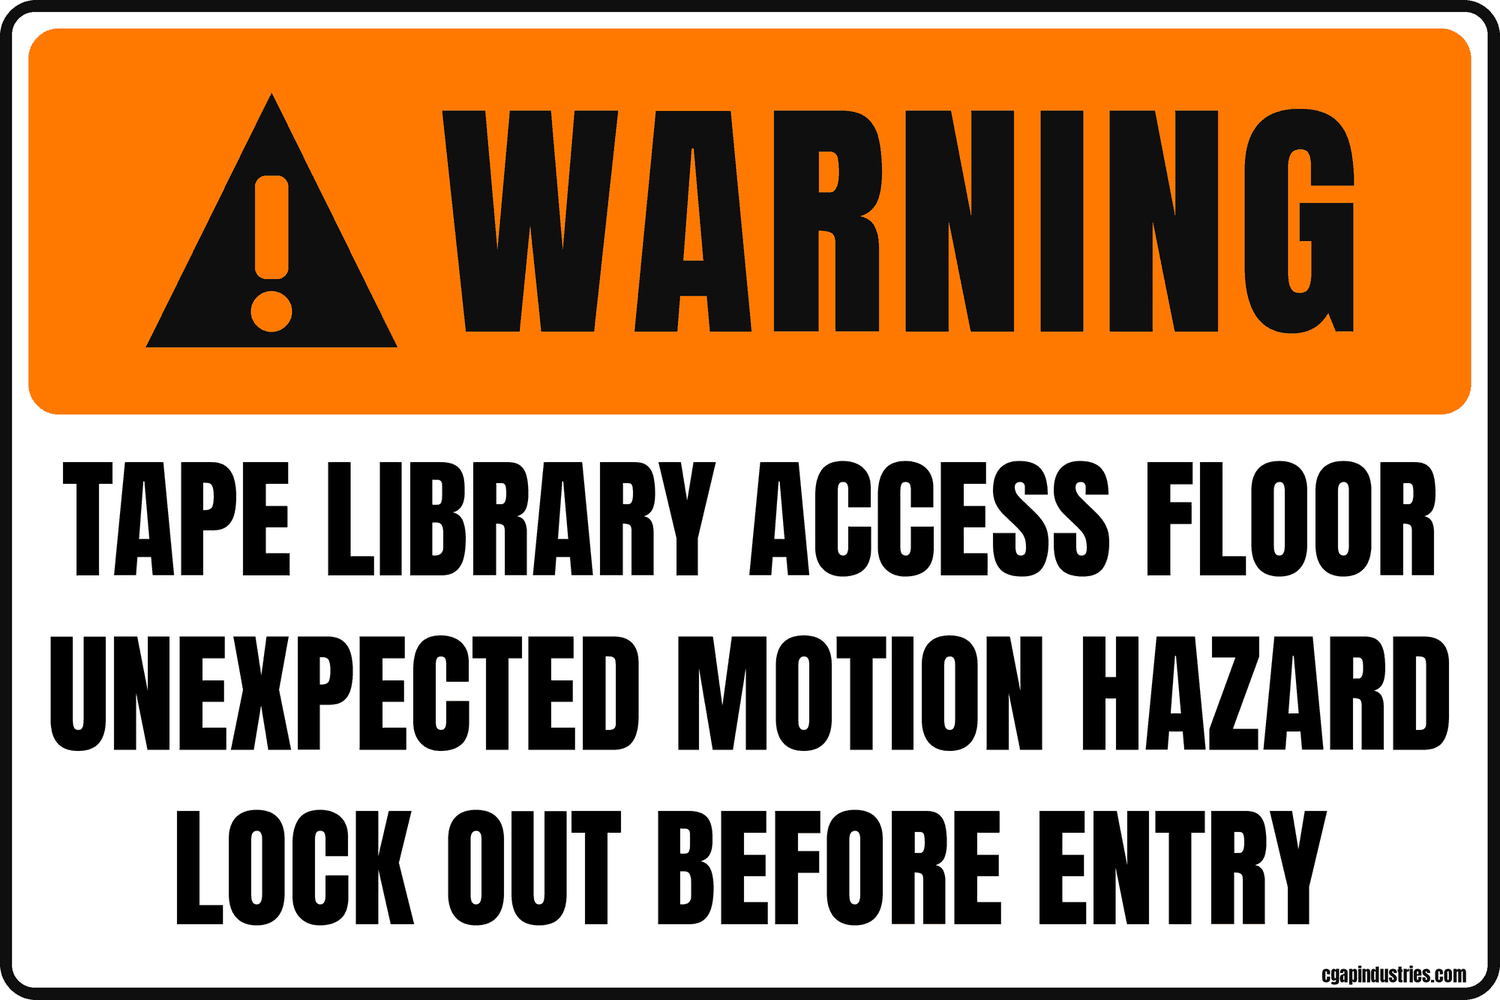 WARNING
TAPE LIBRARY ACCESS FLOOR
UNEXPECTED MOTION HAZARD
LOCK OUT BEFORE ENTRY
cgapindustries.com